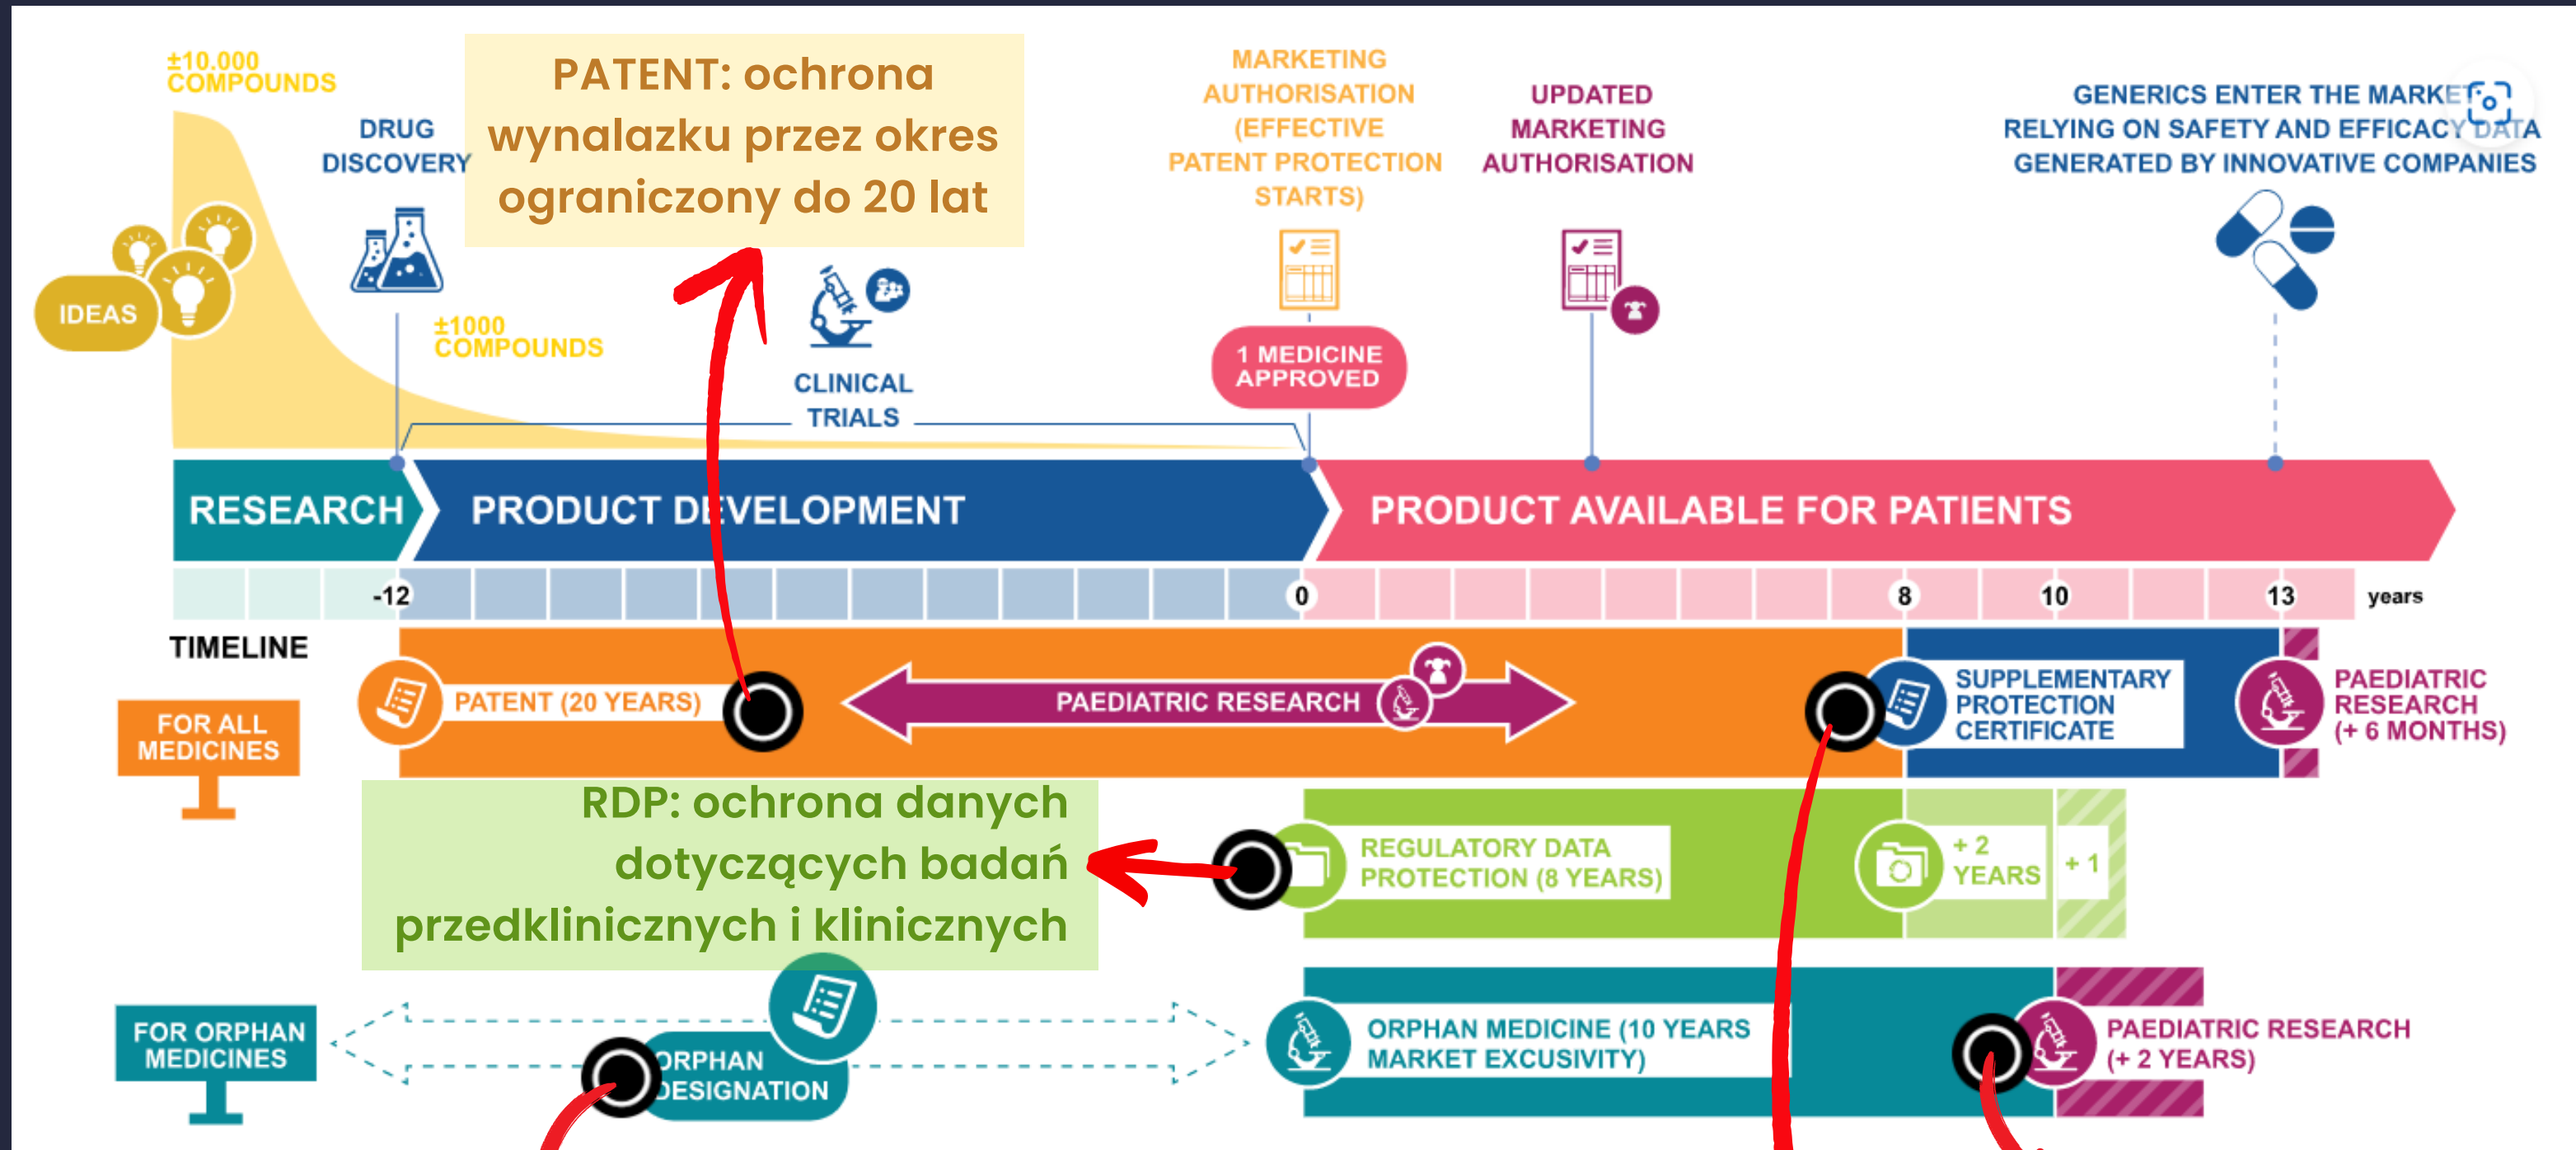 ±10.000
COMPOUNDS
DRUG
DISCOVERY
PATENT: ochrona
wynalazku przez okres
ograniczony do 20 lat
MARKETING
AUTHORISATION
(EFFECTIVE
PATENT PROTECTION
STARTS)
UPDATED
MARKETING
AUTHORISATION
GENERICS ENTER THE MARKET
RELYING ON SAFETY AND EFFICACY DATA
GENERATED BY INNOVATIVE COMPANIES
IDEAS
±1000
COMPOUNDS
CLINICAL
TRIALS
1 MEDICINE
APPROVED
RESEARCH
PRODUCT DEVELOPMENT
PRODUCT AVAILABLE FOR PATIENTS
-12
0
8
10
13
years
TIMELINE
FOR ALL
MEDICINES
PATENT (20 YEARS)
PAEDIATRIC RESEARCH
SUPPLEMENTARY
PROTECTION
CERTIFICATE
PAEDIATRIC
RESEARCH
(+ 6 MONTHS)
RDP: ochrona danych
dotyczących badań
przedklinicznych i klinicznych
REGULATORY DATA
PROTECTION (8 YEARS)
+ 2
YEARS
+ 1
FOR ORPHAN
MEDICINES
ORPHAN
DESIGNATION
ORPHAN MEDICINE (10 YEARS
MARKET EXCUSIVITY)
PAEDIATRIC RESEARCH
(+ 2 YEARS)